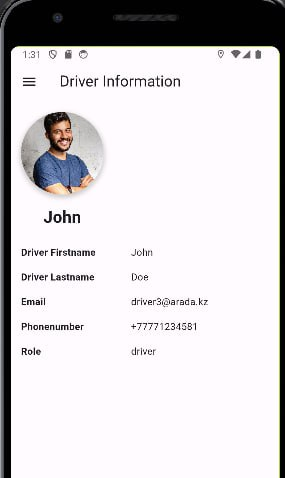 1:31
Driver Information
John
Driver Firstname John
Driver Lastname Doe
Email driver3@arada.kz
Phonenumber +77771234581
Role driver